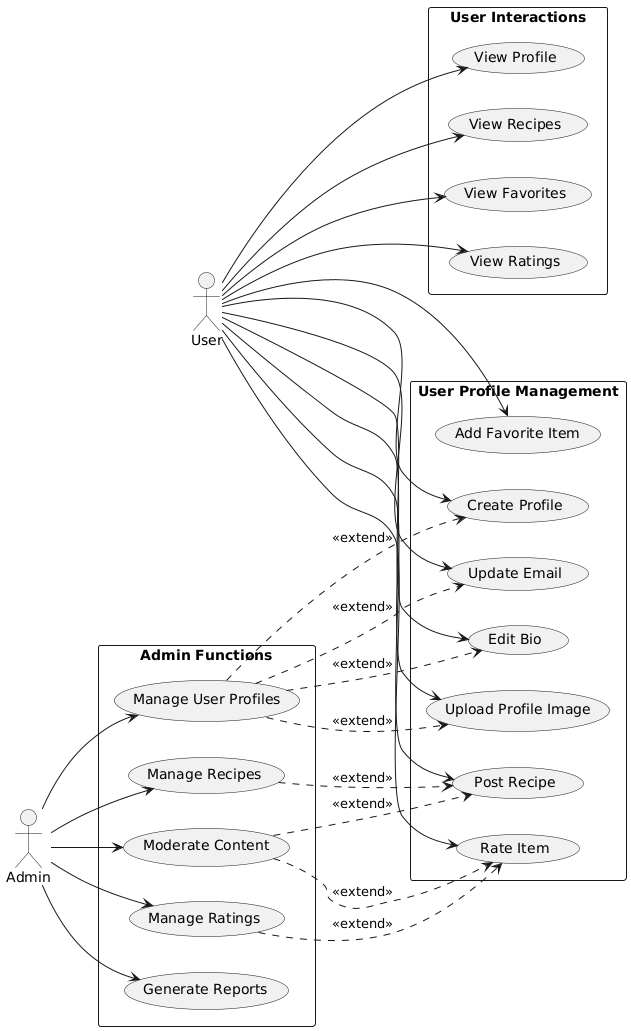 User Interactions
View Profile
View Recipes
View Favorites
View Ratings
User
User Profile Management
Add Favorite Item
Create Profile
«extend»
Update Email
«extend»
Edit Bio
Admin Functions
«extend»
Manage User Profiles
Upload Profile Image
«extend»
Manage Recipes
«extend»
Post Recipe
«extend»
Moderate Content
Rate Item
Admin
«extend»
Manage Ratings
«extend»
Generate Reports